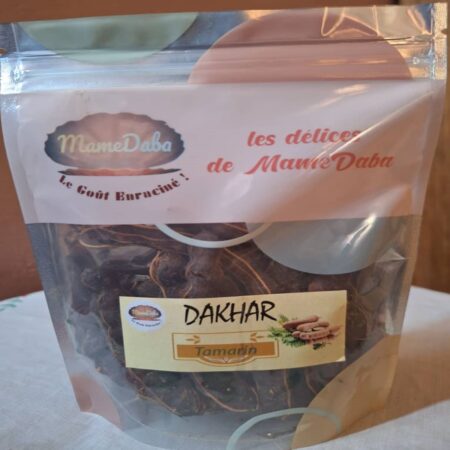 MameDaba
Le Goût Enraciné !
les délices
de MameDaba
DAKHAR
Tamarin